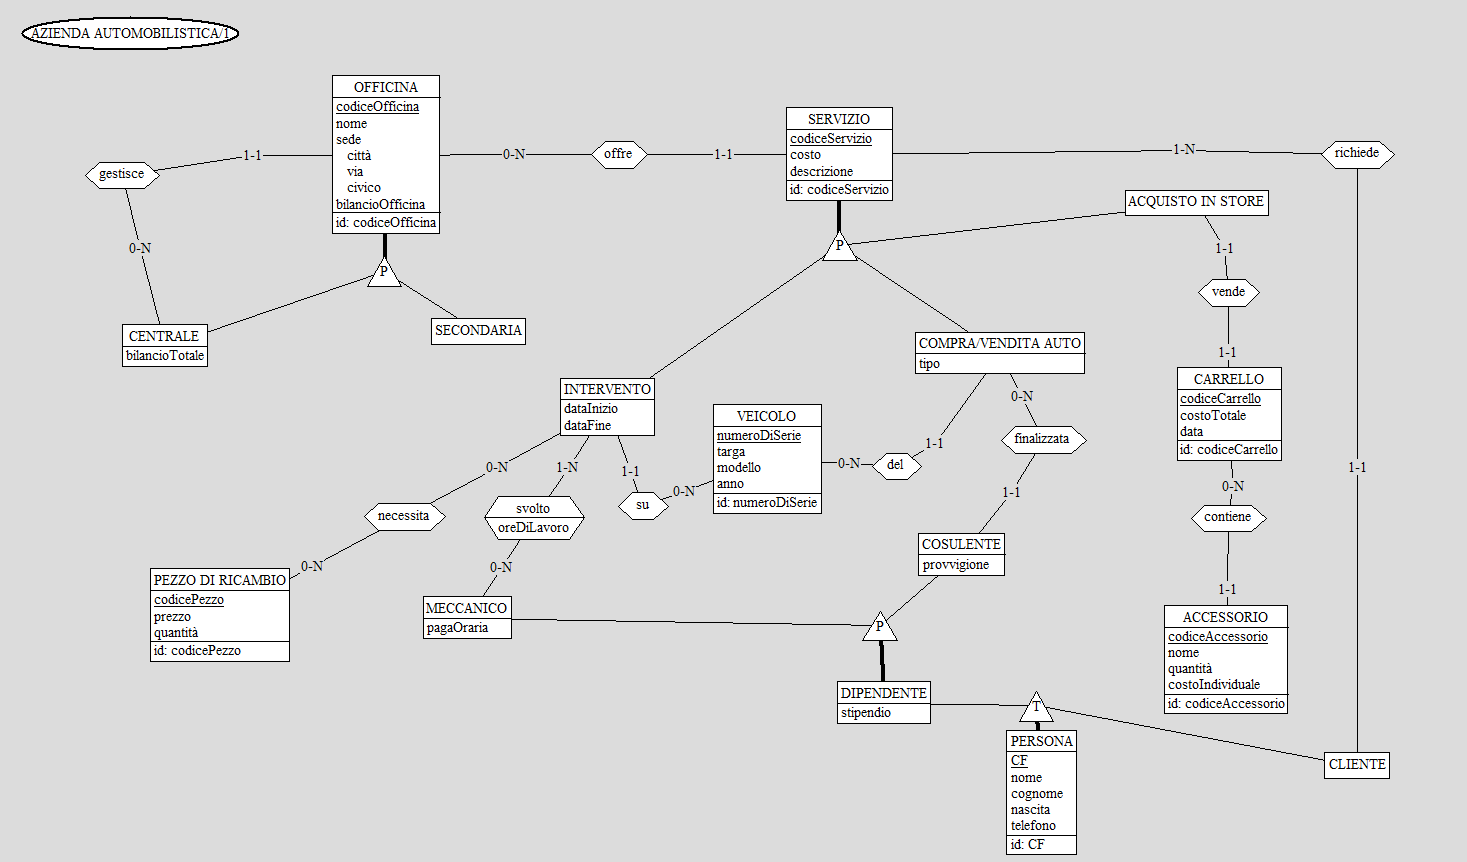 AZIENDA AUTOMOBILISTICA/1
OFFICINA
codiceOfficina
nome
sede
città
via
civico
bilancioOfficina
id: codiceOfficina
1-1
gestisce
0-N
0-N
offre
1-1
SERVIZIO
codiceServizio
costo
descrizione
id: codiceServizio
1-N
richiede
P
CENTRALE
bilancioTotale
SECONDARIA
P
ACQUISTO IN STORE
1-1
vende
1-1
COMPRA/VENDITA AUTO
tipo
INTERVENTO
dataInizio
dataFine
VEICOLO
numeroDiSerie
targa
modello
anno
id: numeroDiSerie
0-N
del
1-1
0-N
finalizzata
1-1
CARRELLO
codiceCarrello
costoTotale
data
id: codiceCarrello
0-N
contiene
1-1
1-1
0-N
1-N
1-1
su
0-N
necessita
svolto
oreDiLavoro
0-N
0-N
PEZZO DI RICAMBIO
codicePezzo
prezzo
quantità
id: codicePezzo
MECCANICO
pagaOraria
COSULENTE
provvigione
P
ACCESSORIO
codiceAccessorio
nome
quantità
costoIndividuale
id: codiceAccessorio
DIPENDENTE
stipendio
T
PERSONA
CF
nome
cognome
nascita
telefono
id: CF
CLIENTE